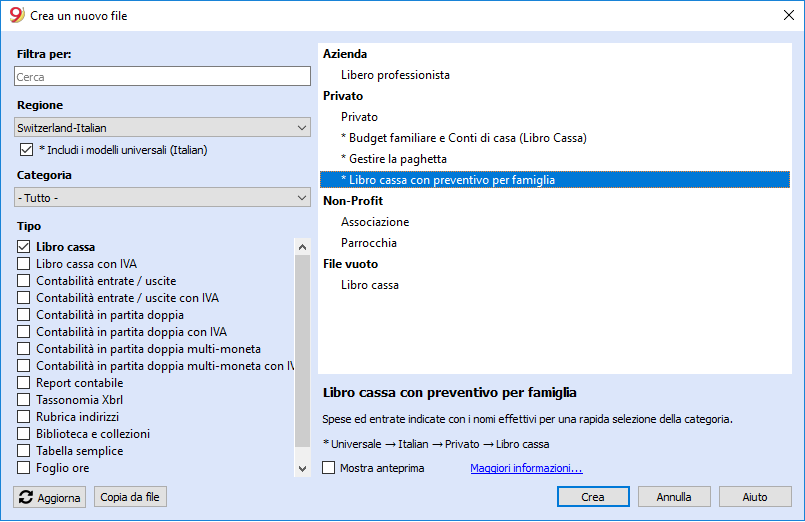 Crea un nuovo file
Filtra per:
Cerca
Regione
Switzerland-Italian
* Includi i modelli universali (Italian)
Categoria
- Tutto -
Tipo
Libro cassa
Libro cassa con IVA
Contabilità entrate / uscite
Contabilità entrate / uscite con IVA
Contabilità in partita doppia
Contabilità in partita doppia con IVA
Contabilità in partita doppia multi-moneta
Contabilità in partita doppia multi-moneta con IV
Report contabile
Tassonomia Xbrl
Rubrica indirizzi
Biblioteca e collezioni
Tabella semplice
Foglio ore
Aggiorna
Copia da file
Azienda
Libero professionista
Privato
Privato
* Budget familiare e Conti di casa (Libro Cassa)
* Gestire la paghetta
* Libro cassa con preventivo per famiglia
Non-Profit
Associazione
Parrocchia
File vuoto
Libro cassa
Libro cassa con preventivo per famiglia
Spese ed entrate indicate con i nomi effettivi per una rapida selezione della categoria.
* Universale → Italian → Privato → Libro cassa
Mostra anteprima
Maggiori informazioni...
Crea
Annulla
Aiuto